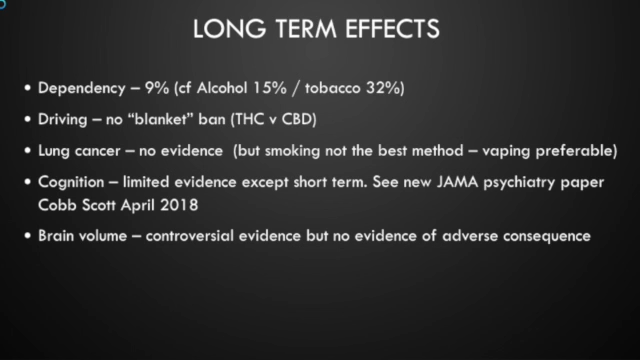 LONG TERM EFFECTS
• Dependency – 9% (cf Alcohol 15% / tobacco 32%)
• Driving – no “blanket” ban (THC v CBD)
• Lung cancer – no evidence  (but smoking not the best method – vaping preferable)
• Cognition – limited evidence except short term. See new JAMA psychiatry paper
Cobb Scott April 2018
• Brain volume – controversial evidence but no evidence of adverse consequence